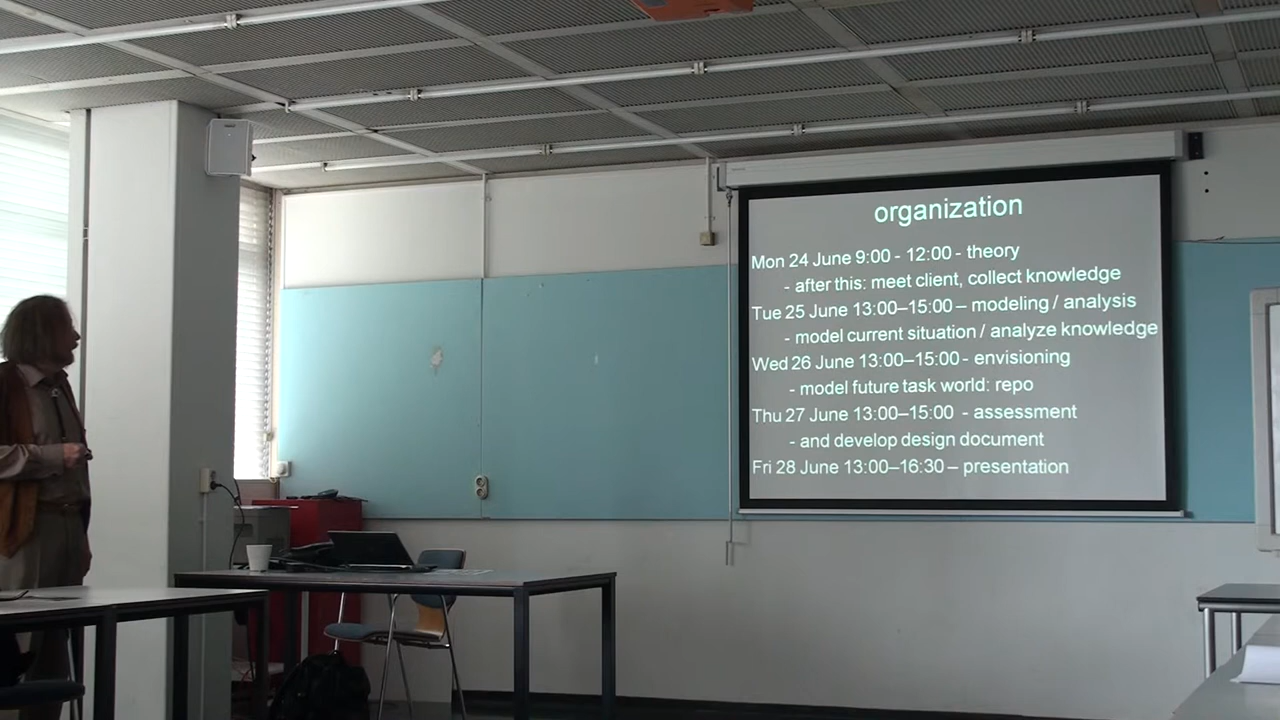 organization
Mon 24 June 9:00 - 12:00 - theory
- after this: meet client, collect knowledge
Tue 25 June 13:00–15:00 – modeling / analysis
- model current situation / analyze knowledge
Wed 26 June 13:00–15:00 - envisioning
- model future task world: repo
Thu 27 June 13:00–15:00 - assessment
- and develop design document
Fri 28 June 13:00–16:30 – presentation